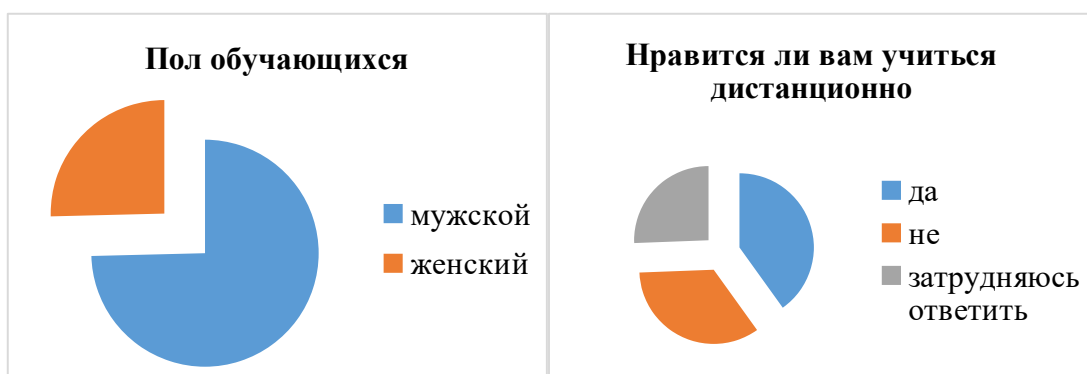 Пол обучающихся
мужской
женский
Нравится ли вам учиться
дистанционно
да
не
затрудняюсь
ответить